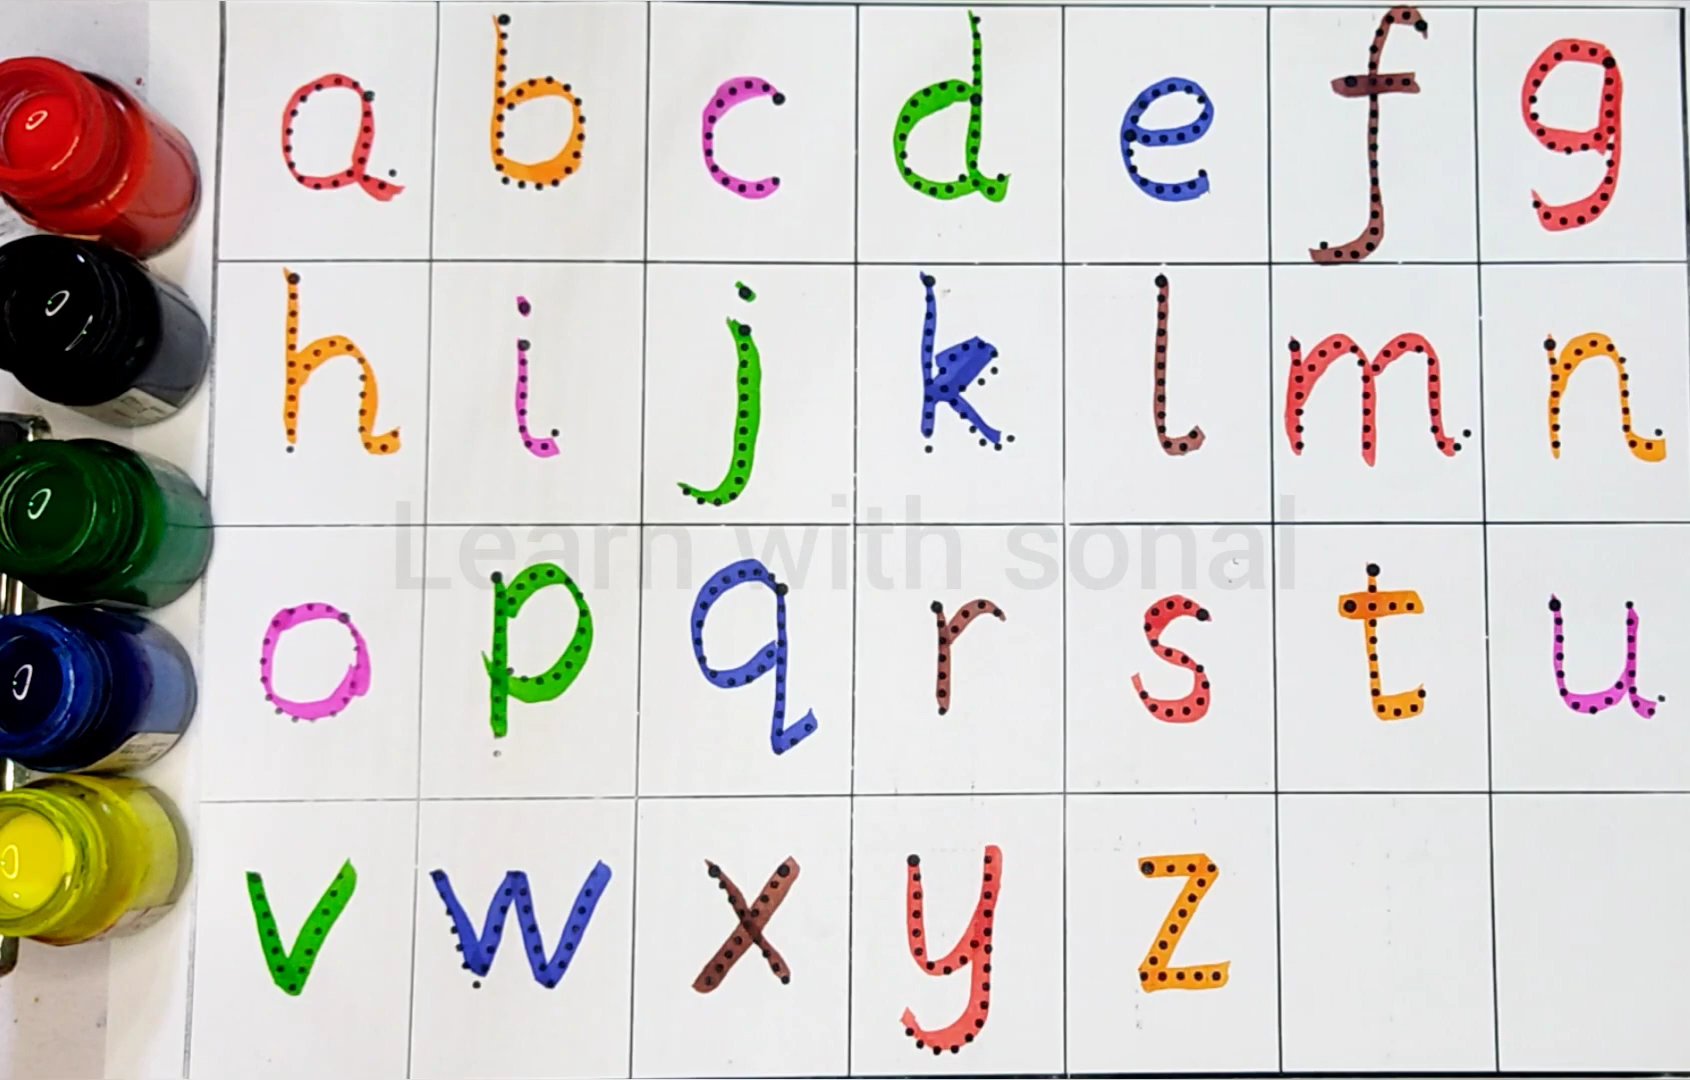 a b c d e f g
h i j k l m n
Learn with sonal
o p q r s t u
v w x y z